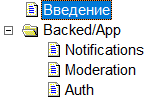 Введение
Backed/App
Notifications
Moderation
Auth